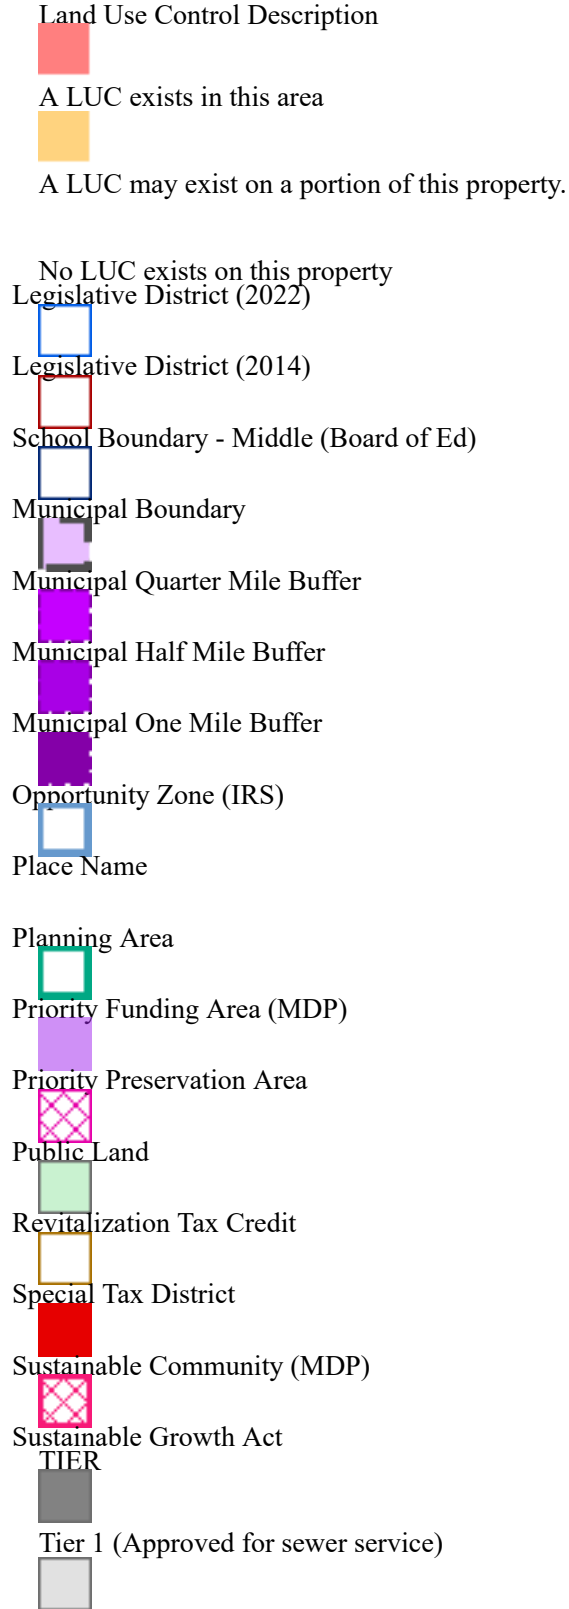 Land Use Control Description
A LUC exists in this area
A LUC may exist on a portion of this property.
No LUC exists on this property
Legislative District (2022)
Legislative District (2014)
School Boundary - Middle (Board of Ed)
Municipal Boundary
Municipal Quarter Mile Buffer
Municipal Half Mile Buffer
Municipal One Mile Buffer
Opportunity Zone (IRS)
Place Name
Planning Area
Priority Funding Area (MDP)
Priority Preservation Area
Public Land
Revitalization Tax Credit
Special Tax District
Sustainable Community (MDP)
Sustainable Growth Act
TIER
Tier 1 (Approved for sewer service)